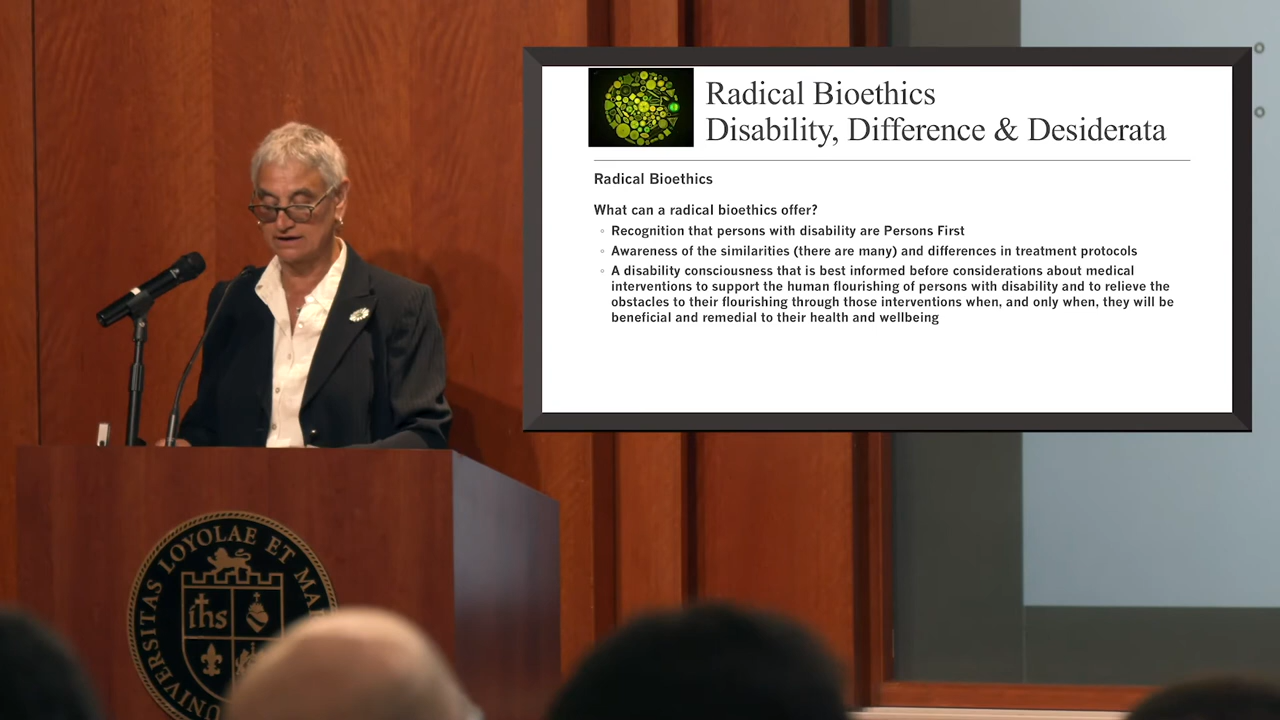 Radical Bioethics
Disability, Difference & Desiderata
Radical Bioethics
What can a radical bioethics offer?
Recognition that persons with disability are Persons First
Awareness of the similarities (there are many) and differences in treatment protocols
A disability consciousness that is best informed before considerations about medical
interventions to support the human flourishing of persons with disability and to relieve the
obstacles to their flourishing through those interventions when, and only when, they will be
beneficial and remedial to their health and wellbeing
UNIVERSITAS LOYOLAE ET MA
ihs